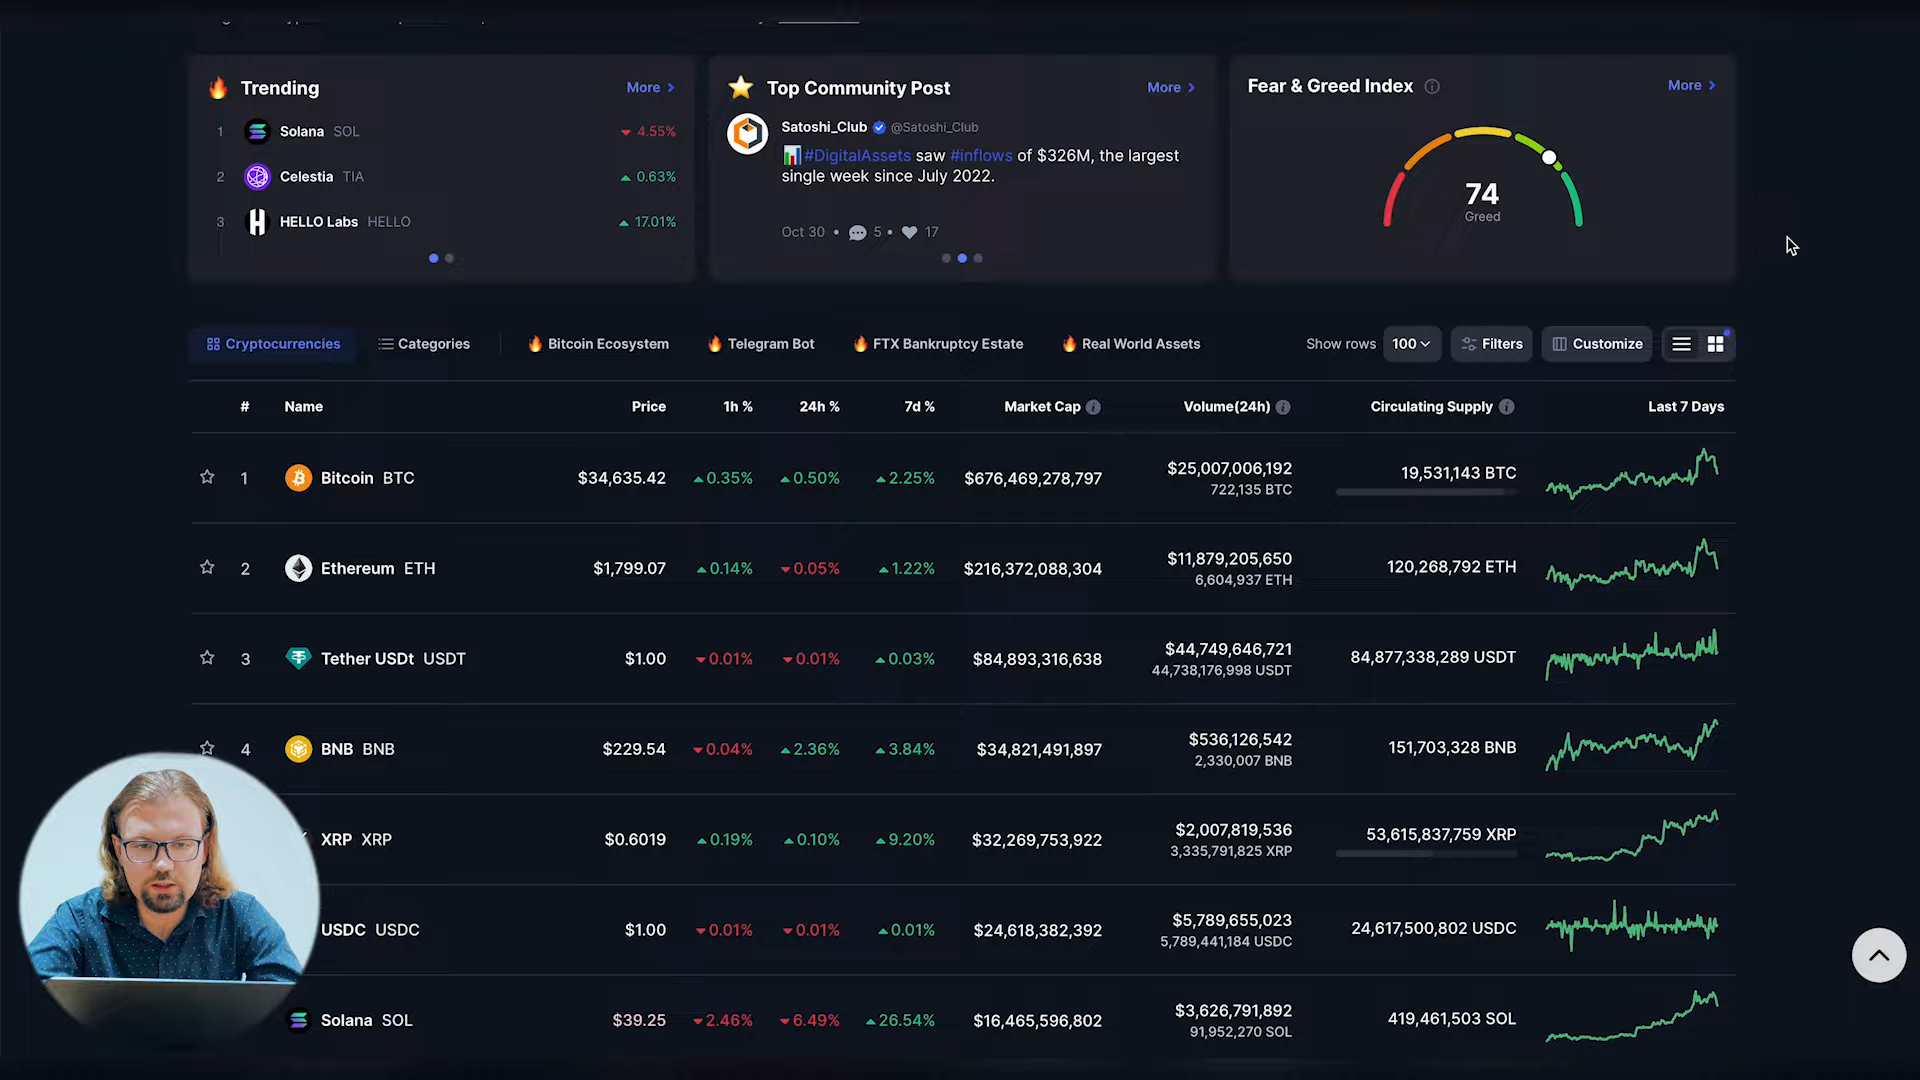 Trending
More
1 Solana SOL 4.55%
2 Celestia TIA 0.63%
3 HELLO Labs HELLO 17.01%
Top Community Post
More
Satoshi_Club @Satoshi_Club
#DigitalAssets saw #inflows of $326M, the largest
single week since July 2022.
Oct 30 • 5 • 17
Fear & Greed Index
More
74
Greed
Cryptocurrencies
Categories
Bitcoin Ecosystem
Telegram Bot
FTX Bankruptcy Estate
Real World Assets
Show rows 100
Filters
Customize
# Name Price 1h % 24h % 7d % Market Cap Volume(24h) Circulating Supply Last 7 Days
1 Bitcoin BTC $34,635.42 0.35% 0.50% 2.25% $676,469,278,797 $25,007,006,192 19,531,143 BTC
722,135 BTC
2 Ethereum ETH $1,799.07 0.14% 0.05% 1.22% $216,372,088,304 $11,879,205,650 120,268,792 ETH
6,604,937 ETH
3 Tether USDt USDT $1.00 0.01% 0.01% 0.03% $84,893,316,638 $44,749,646,721 84,877,338,289 USDT
44,738,176,998 USDT
4 BNB BNB $229.54 0.04% 2.36% 3.84% $34,821,491,897 $536,126,542 151,703,328 BNB
2,330,007 BNB
XRP XRP $0.6019 0.19% 0.10% 9.20% $32,269,753,922 $2,007,819,536 53,615,837,759 XRP
3,335,791,825 XRP
USDC USDC $1.00 0.01% 0.01% 0.01% $24,618,382,392 $5,789,655,023 24,617,500,802 USDC
5,789,441,184 USDC
Solana SOL $39.25 2.46% 6.49% 26.54% $16,465,596,802 $3,626,791,892 419,461,503 SOL
91,952,270 SOL